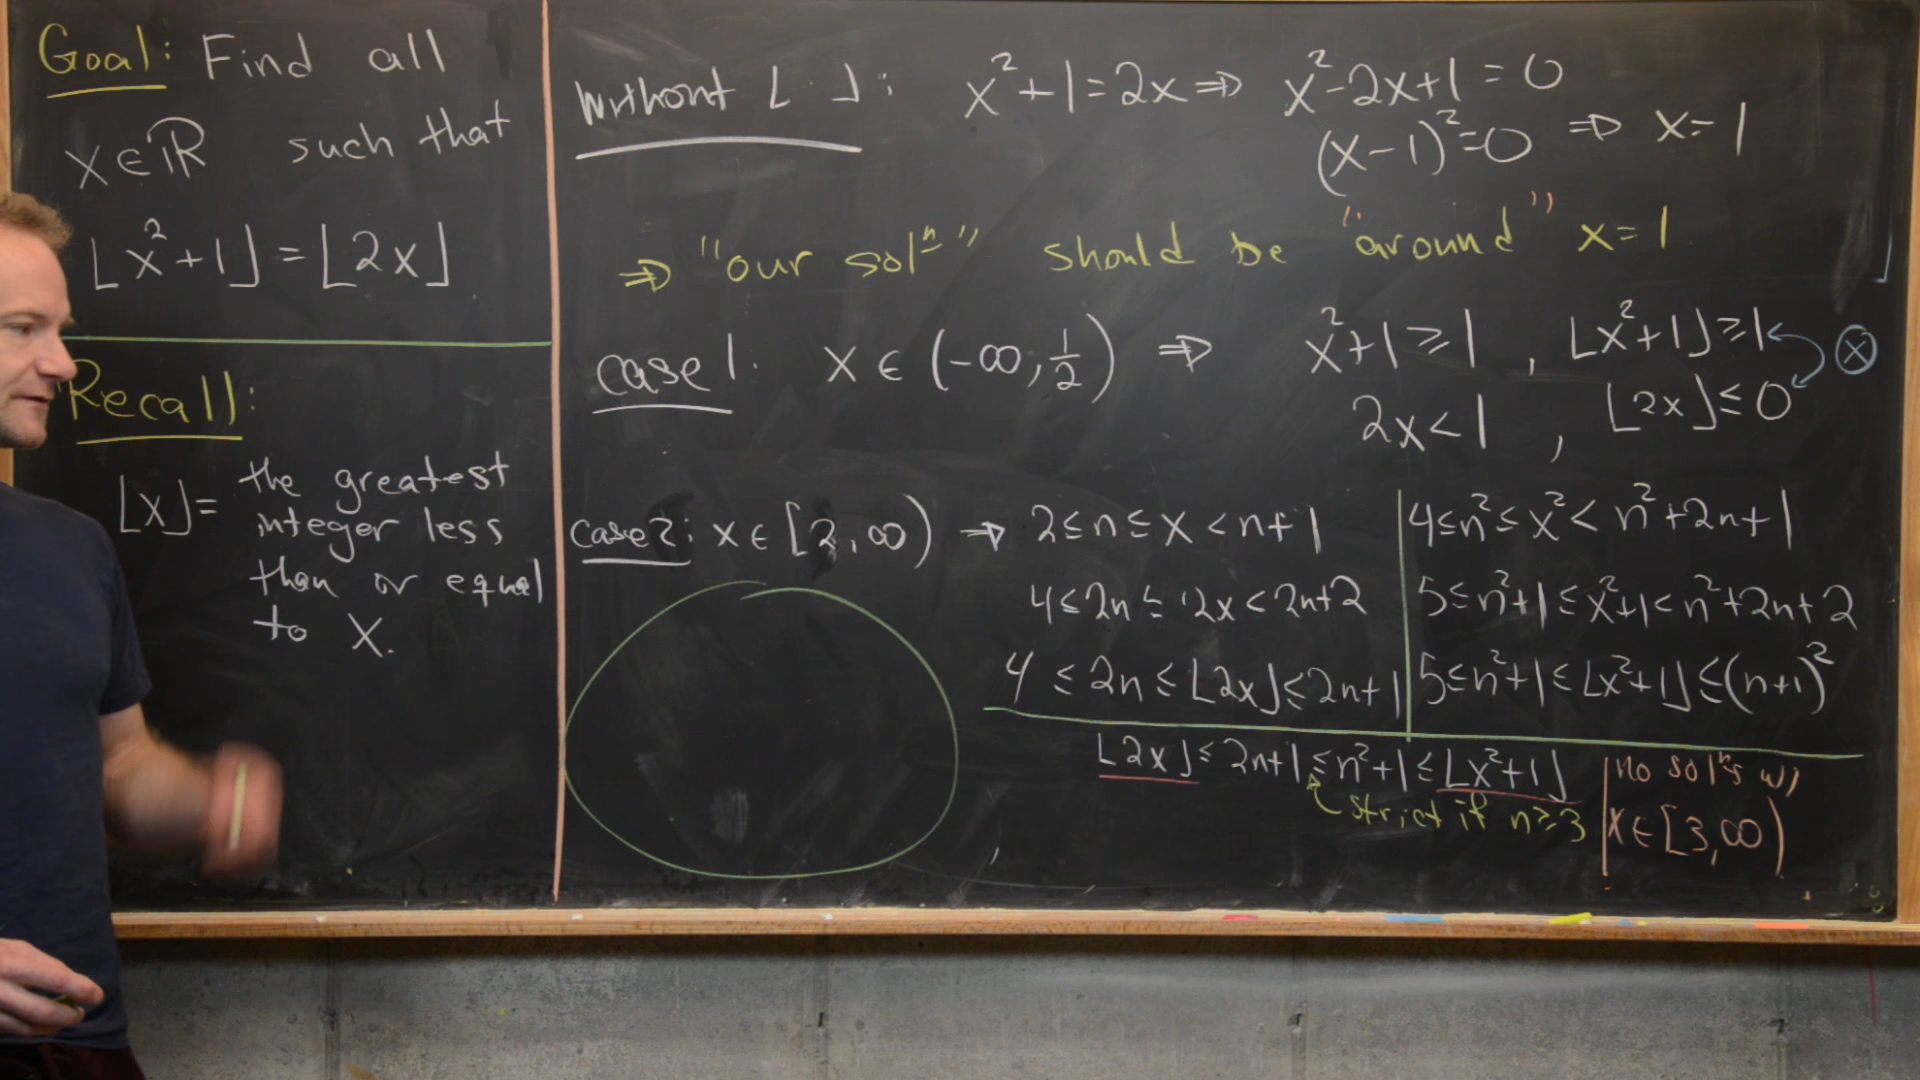 Goal: Find all
x∈ℝ such that
⌊x²+1⌋=⌊2x⌋
Recall:
⌊x⌋= the greatest
integer less
than or equal
to x.
Without ⌊·⌋: x²+1=2x ⇒ x²-2x+1=0
(x-1)²=0 ⇒ x=1
⇒ "our solⁿ" should be "around" x=1
case 1: x∈(-∞,½) ⇒ x²+1≥1, ⌊x²+1⌋≥1 ⊗
2x<1, ⌊2x⌋≤0
case 2: x∈[2,∞) → 2≤n≤x<n+1
4≤2n≤2x<2n+2
4≤2n≤⌊2x⌋≤2n+1
4≤n²≤x²<n²+2n+1
5≤n²+1≤x²+1<n²+2n+2
5≤n²+1≤⌊x²+1⌋≤(n+1)²
⌊2x⌋≤2n+1≤n²+1≤⌊x²+1⌋
strict if n≥3
no solⁿs w/
x∈[3,∞)